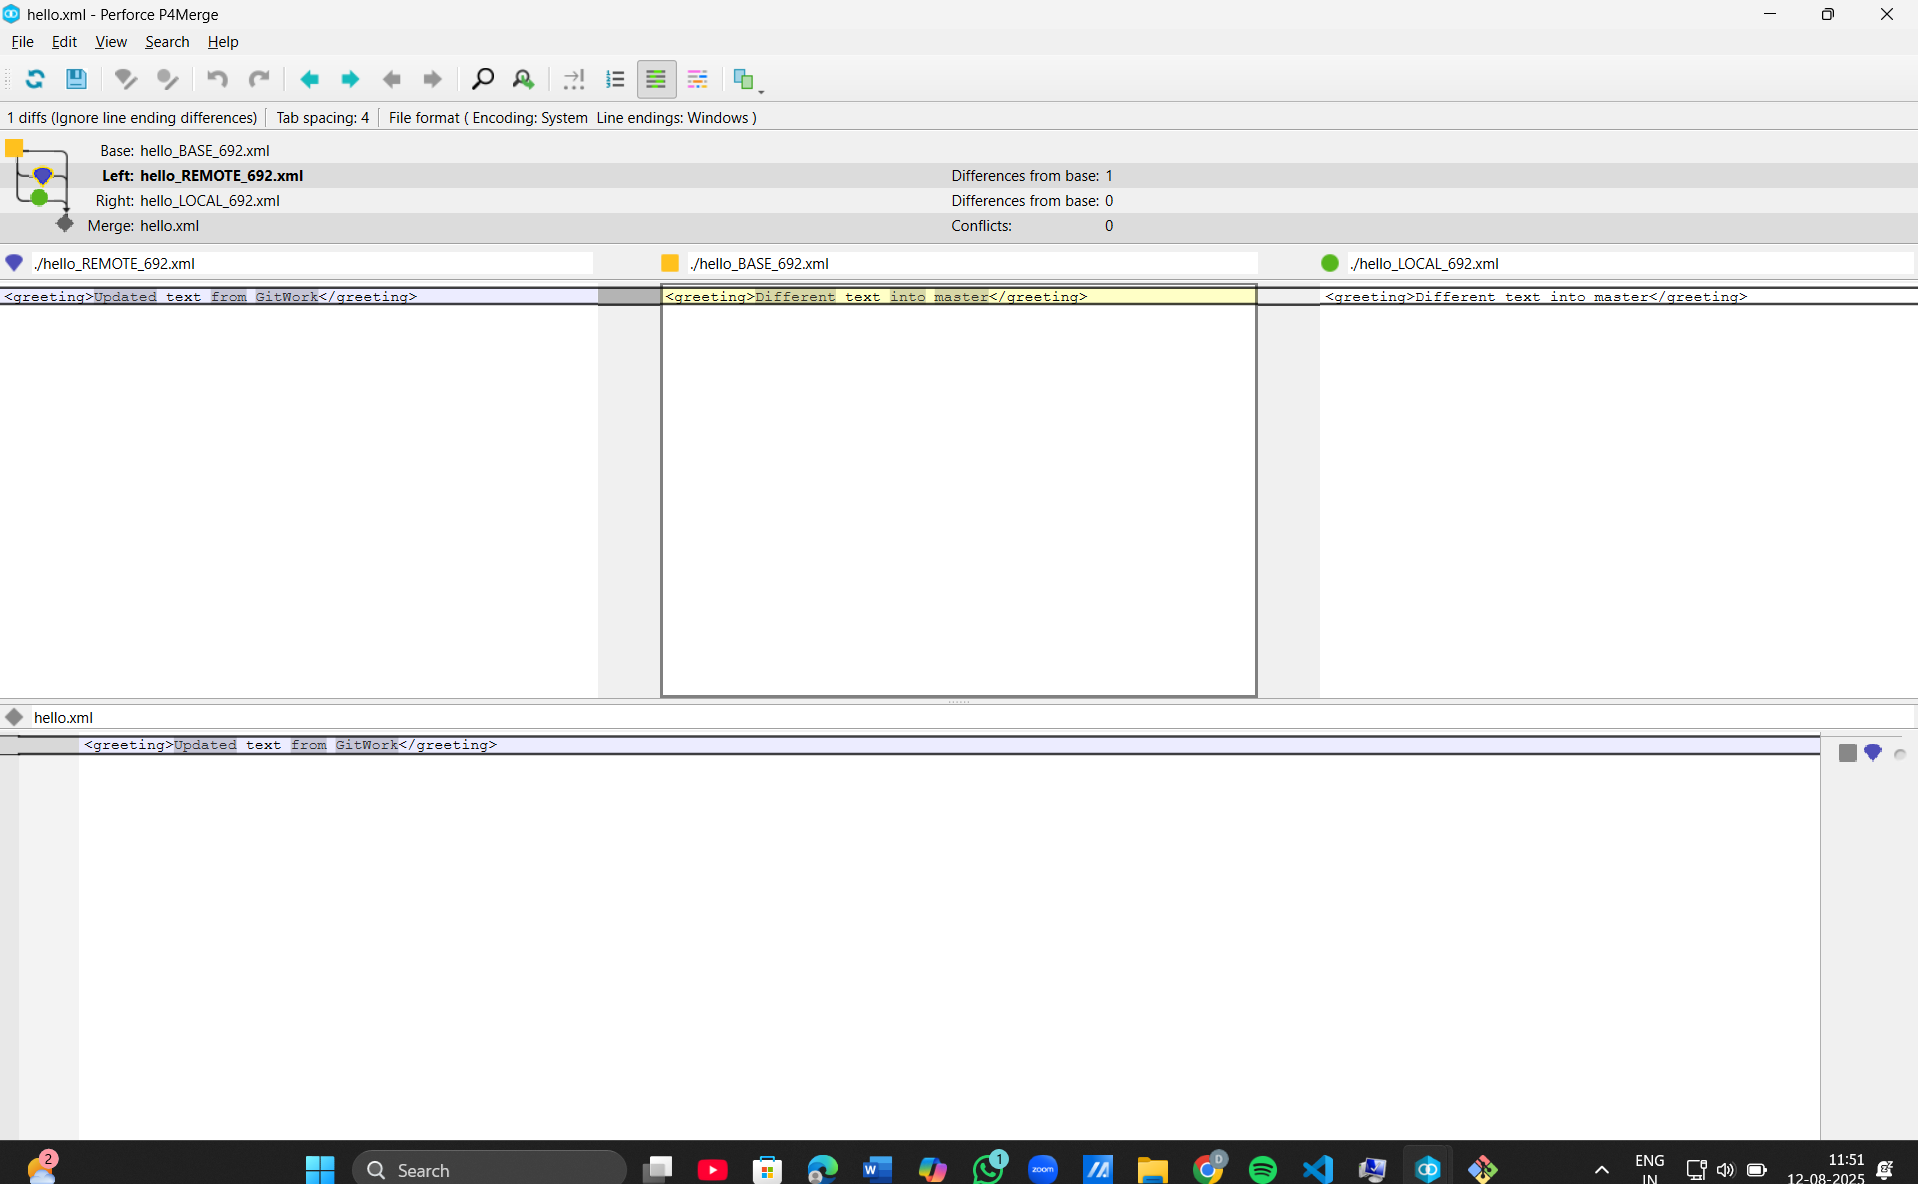 hello.xml - Perforce P4Merge
File Edit View Search Help
1 diffs (Ignore line ending differences) Tab spacing: 4 File format ( Encoding: System Line endings: Windows )
Base: hello_BASE_692.xml
Left: hello_REMOTE_692.xml Differences from base: 1
Right: hello_LOCAL_692.xml Differences from base: 0
Merge: hello.xml Conflicts: 0
./hello_REMOTE_692.xml ./hello_BASE_692.xml ./hello_LOCAL_692.xml
<greeting>Updated text from GitWork</greeting> <greeting>Different text into master</greeting> <greeting>Different text into master</greeting>
hello.xml
<greeting>Updated text from GitWork</greeting>
2 Search 1 zoom D ENG 11:51
IN 12-08-2025